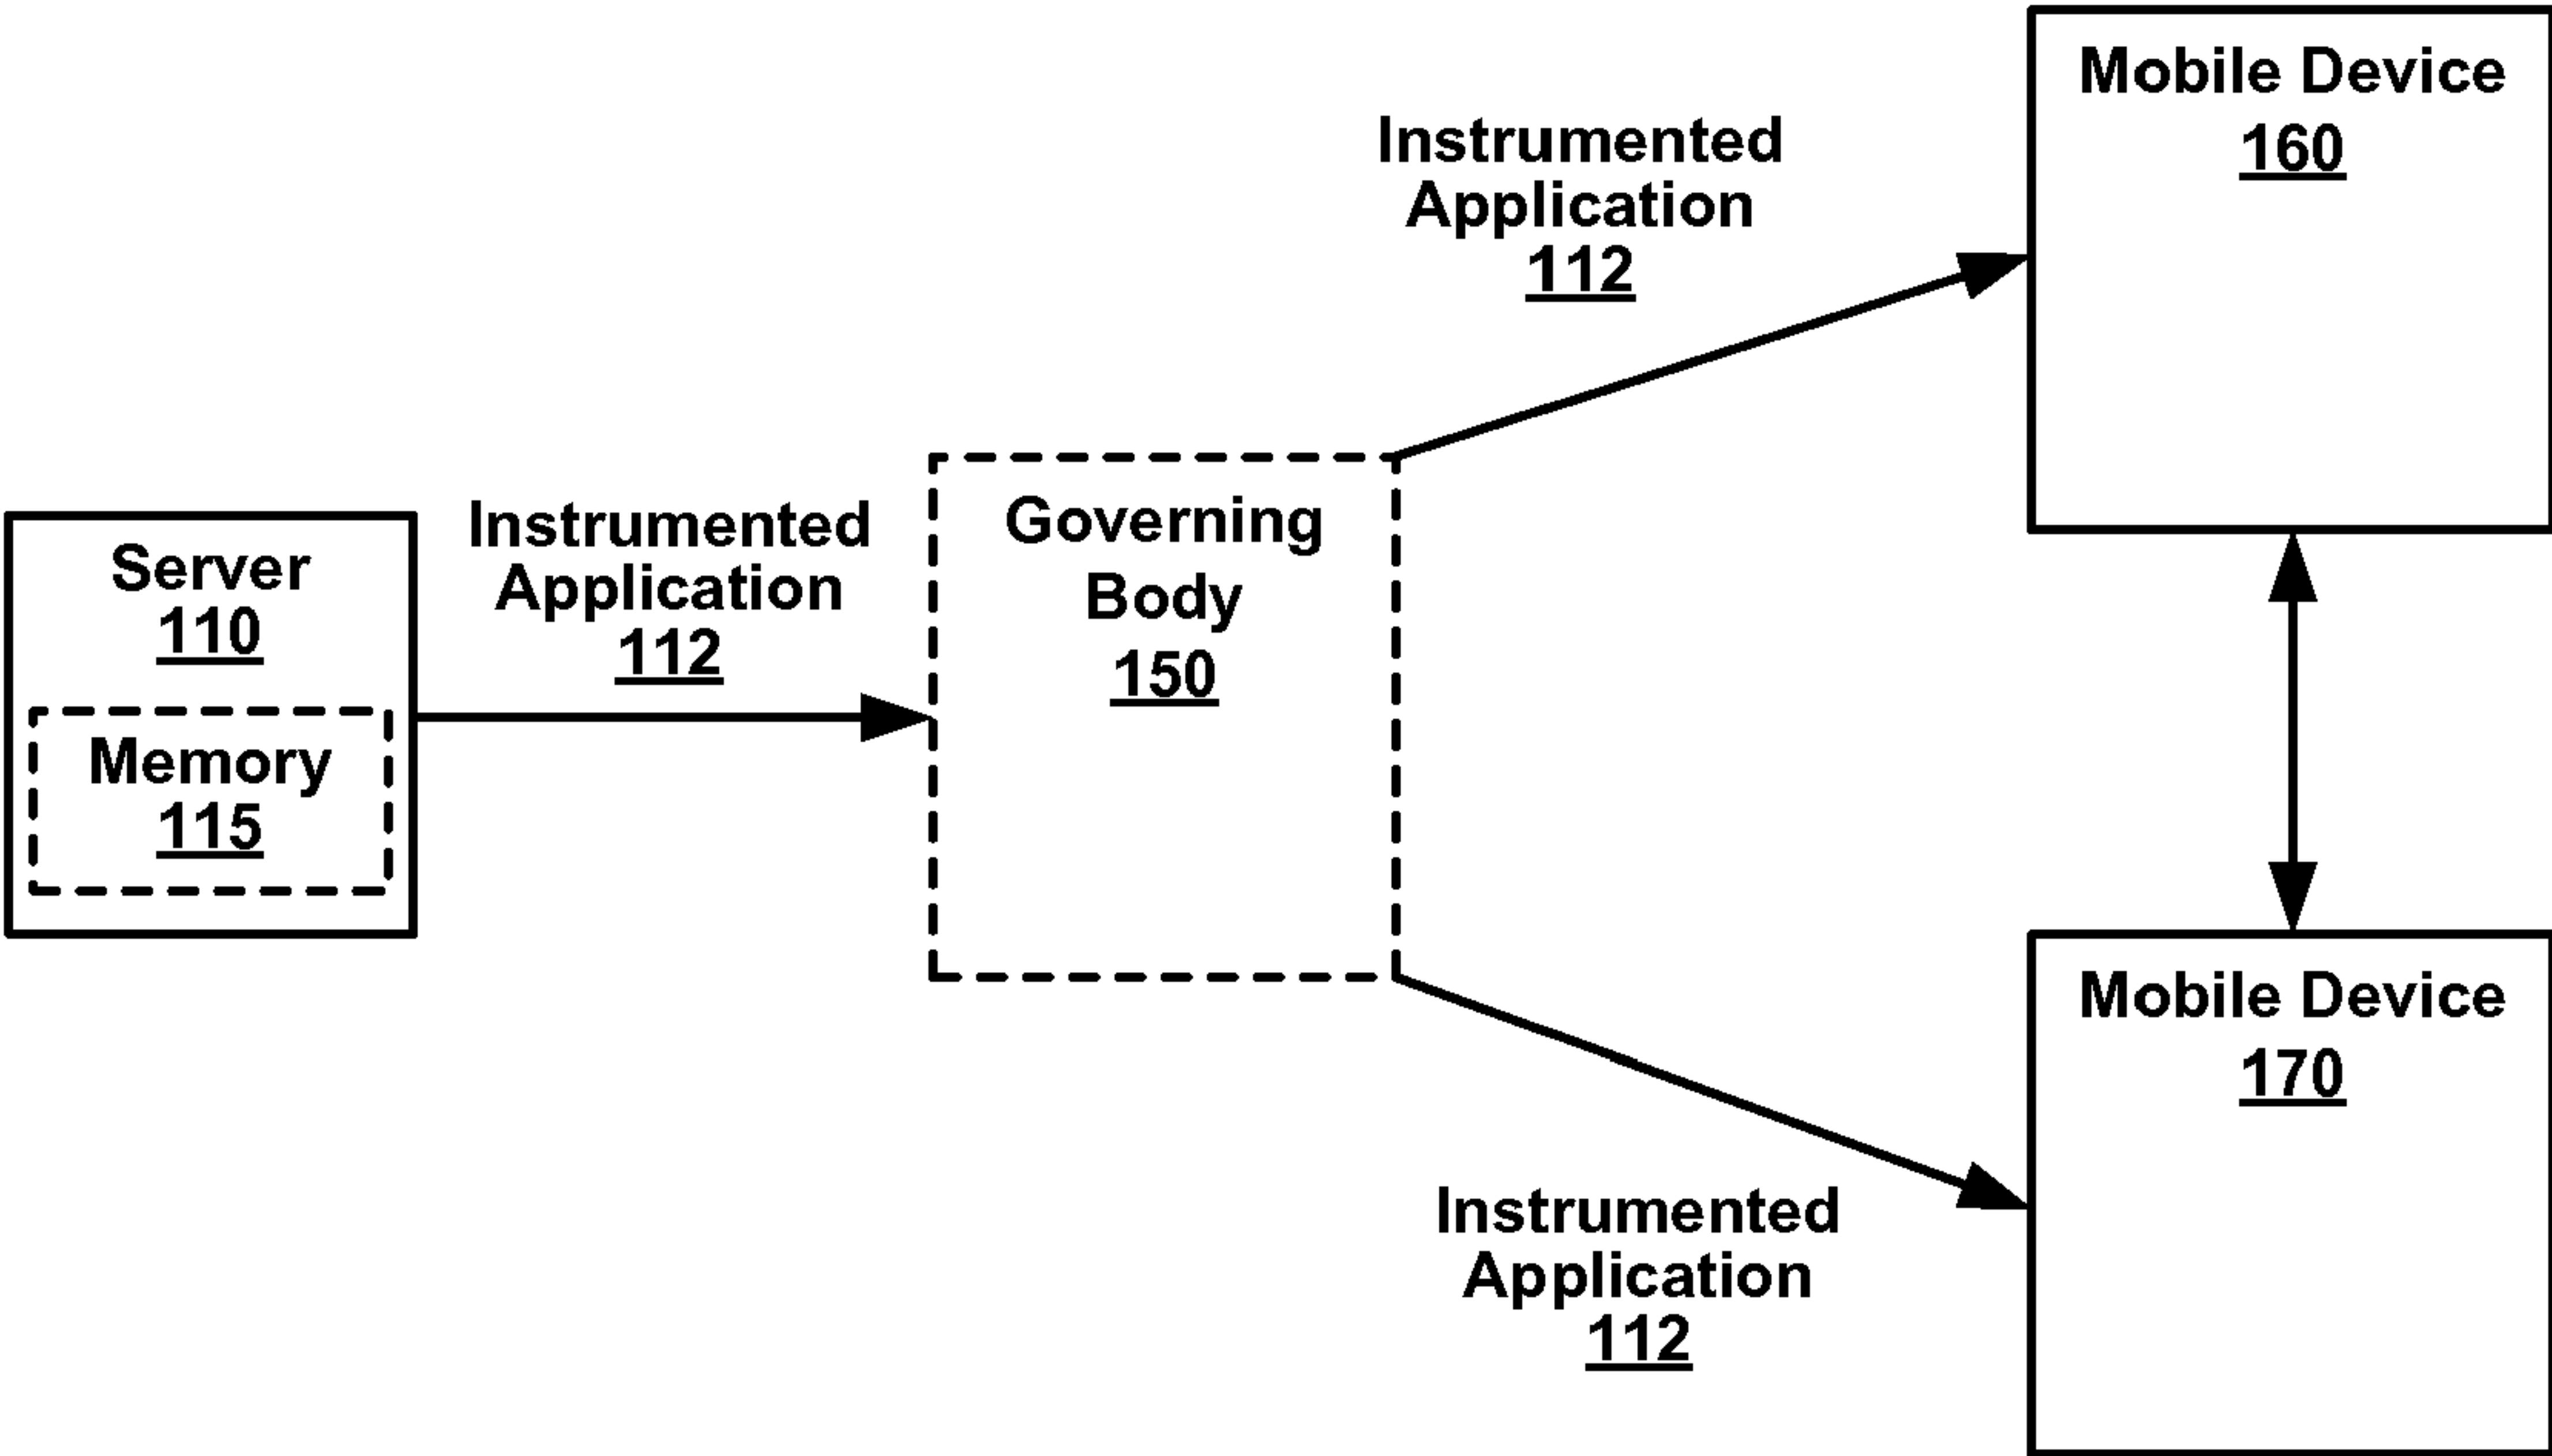 Server
110
Memory
115
Instrumented
Application
112
Governing
Body
150
Instrumented
Application
112
Mobile Device
160
Mobile Device
170
Instrumented
Application
112